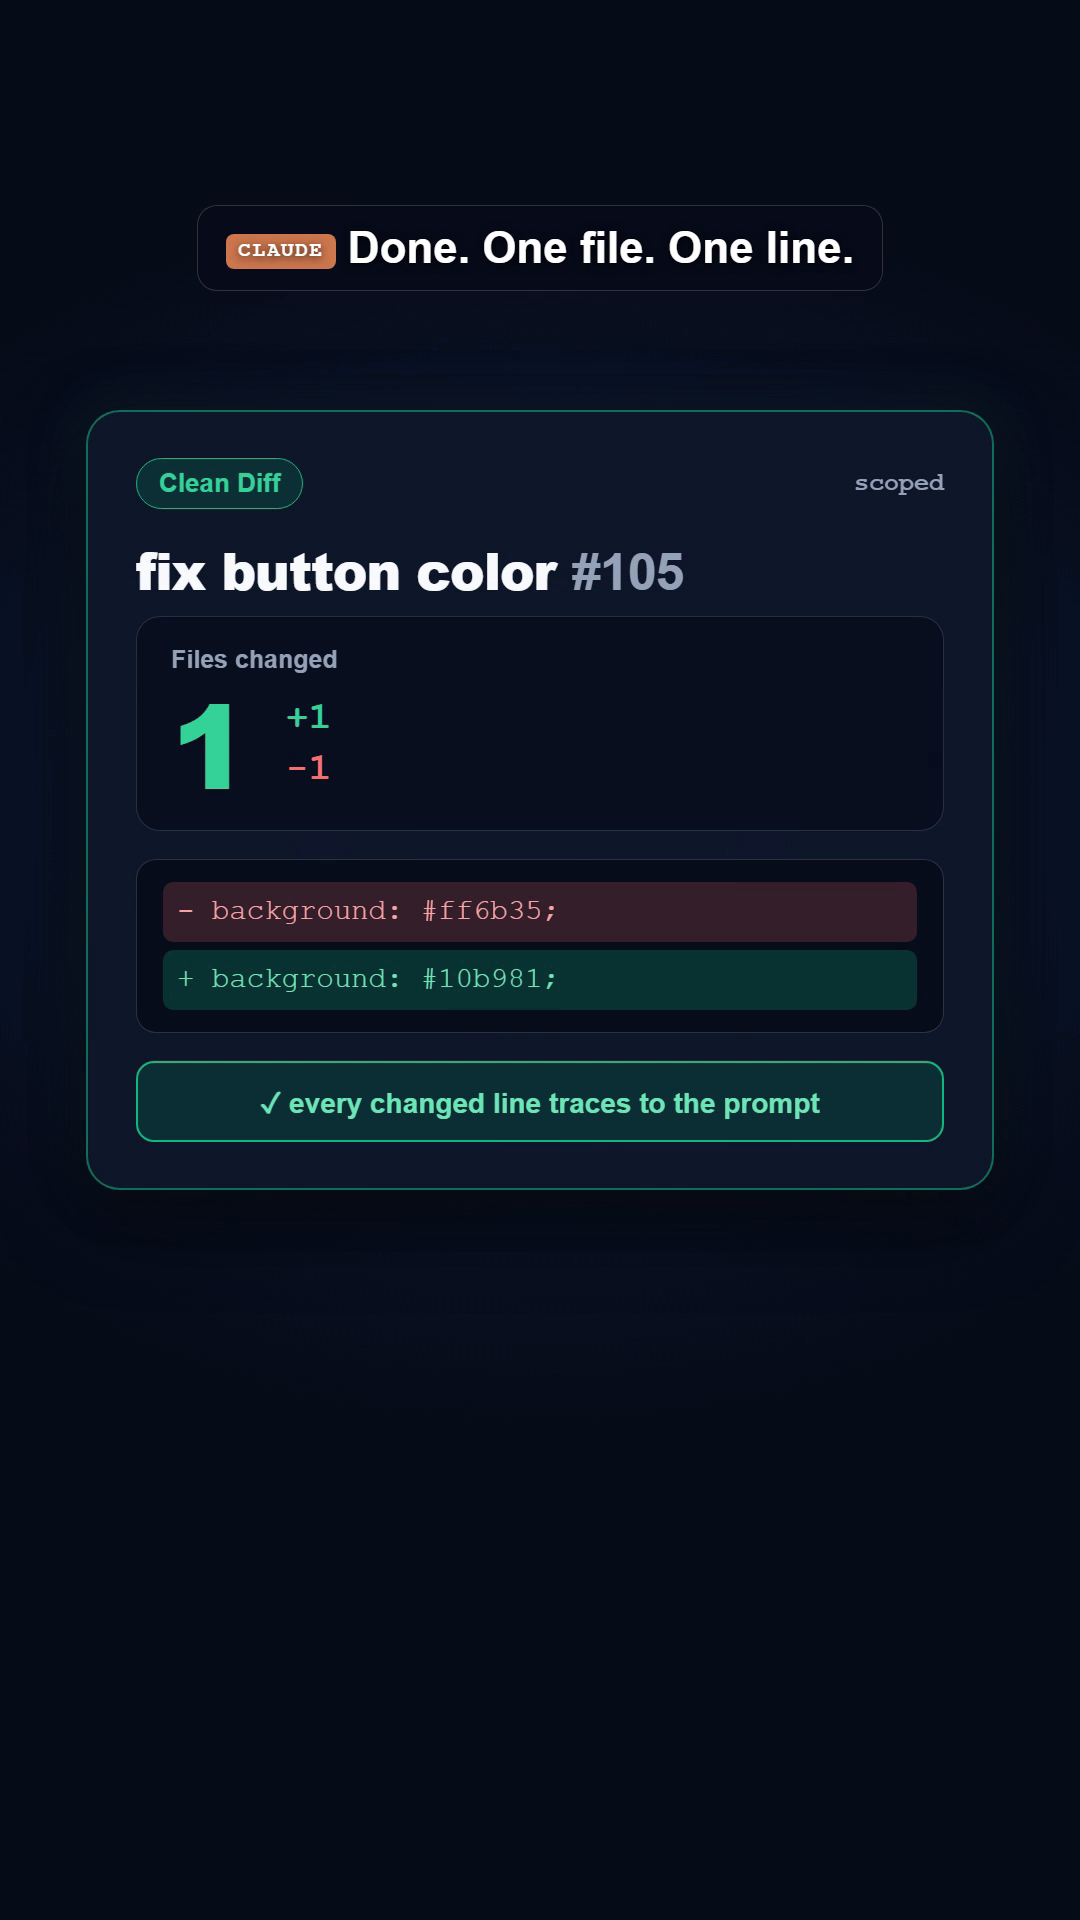 CLAUDE Done. One file. One line.
Clean Diff
scoped
fix button color #105
Files changed
1
+1
-1
- background: #ff6b35;
+ background: #10b981;
✓ every changed line traces to the prompt